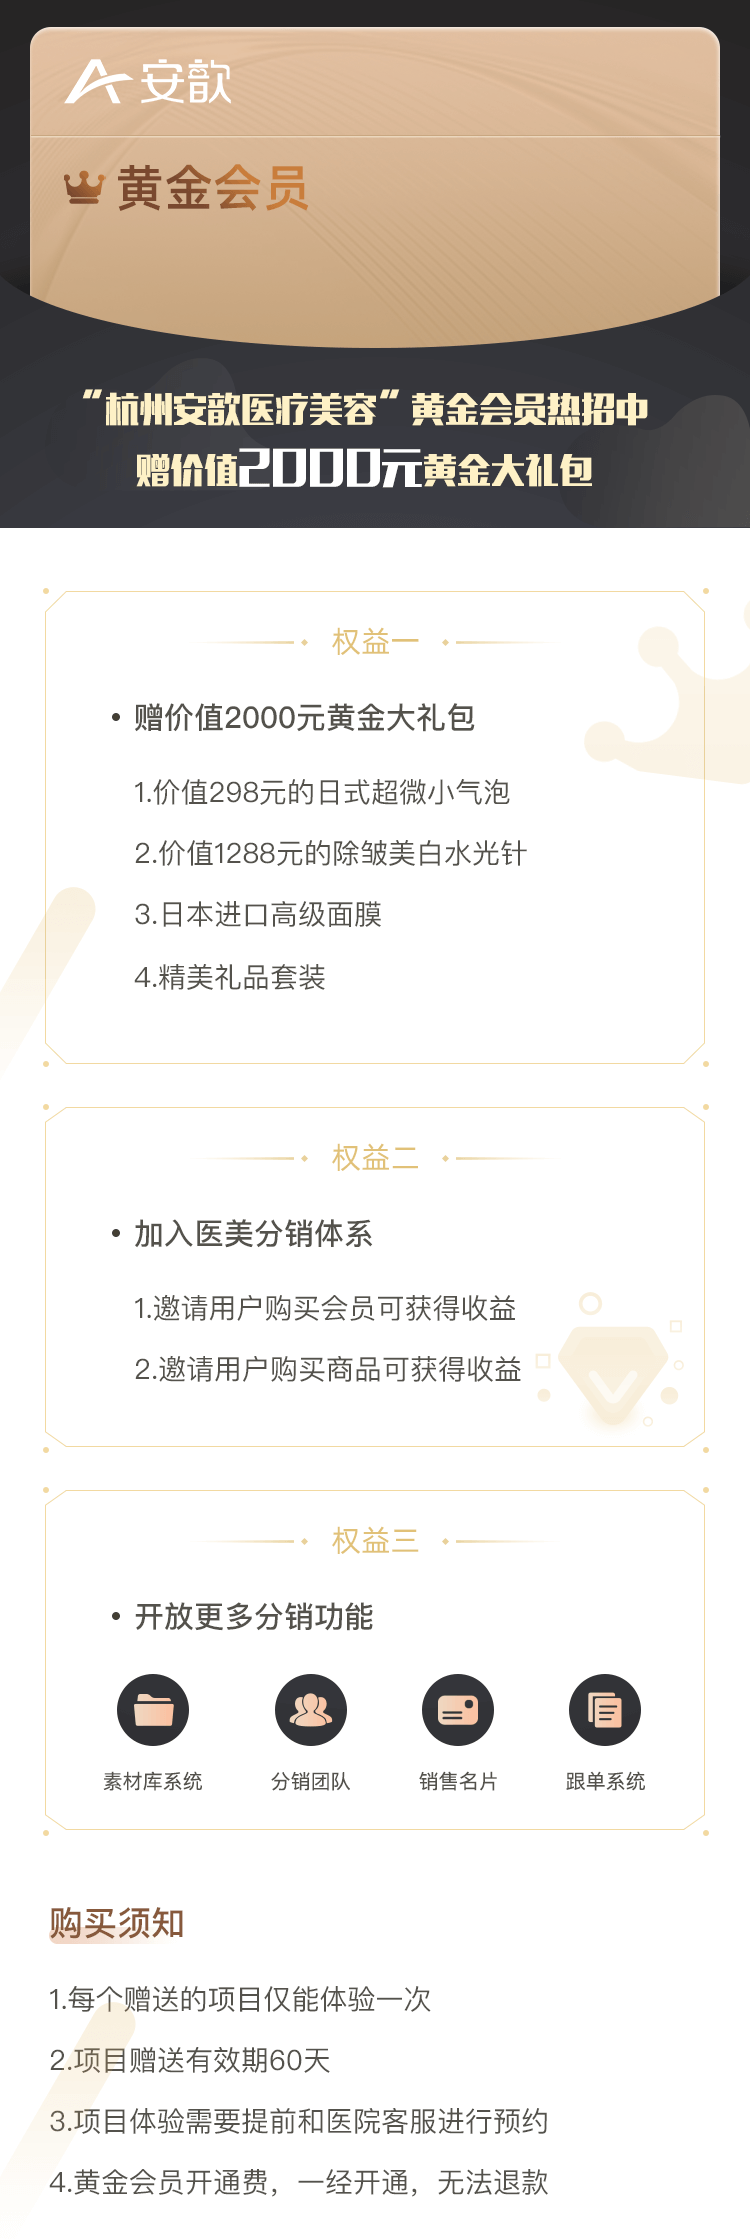 安歆
黄金会员
“杭州安歆医疗美容”黄金会员热招中
赠价值2000元黄金大礼包
权益一
• 赠价值2000元黄金大礼包
1.价值298元的日式超微小气泡
2.价值1288元的除皱美白水光针
3.日本进口高级面膜
4.精美礼品套装
权益二
• 加入医美分销体系
1.邀请用户购买会员可获得收益
2.邀请用户购买商品可获得收益
权益三
• 开放更多分销功能
素材库系统 分销团队 销售名片 跟单系统
购买须知
1.每个赠送的项目仅能体验一次
2.项目赠送有效期60天
3.项目体验需要提前和医院客服进行预约
4.黄金会员开通费，一经开通，无法退款